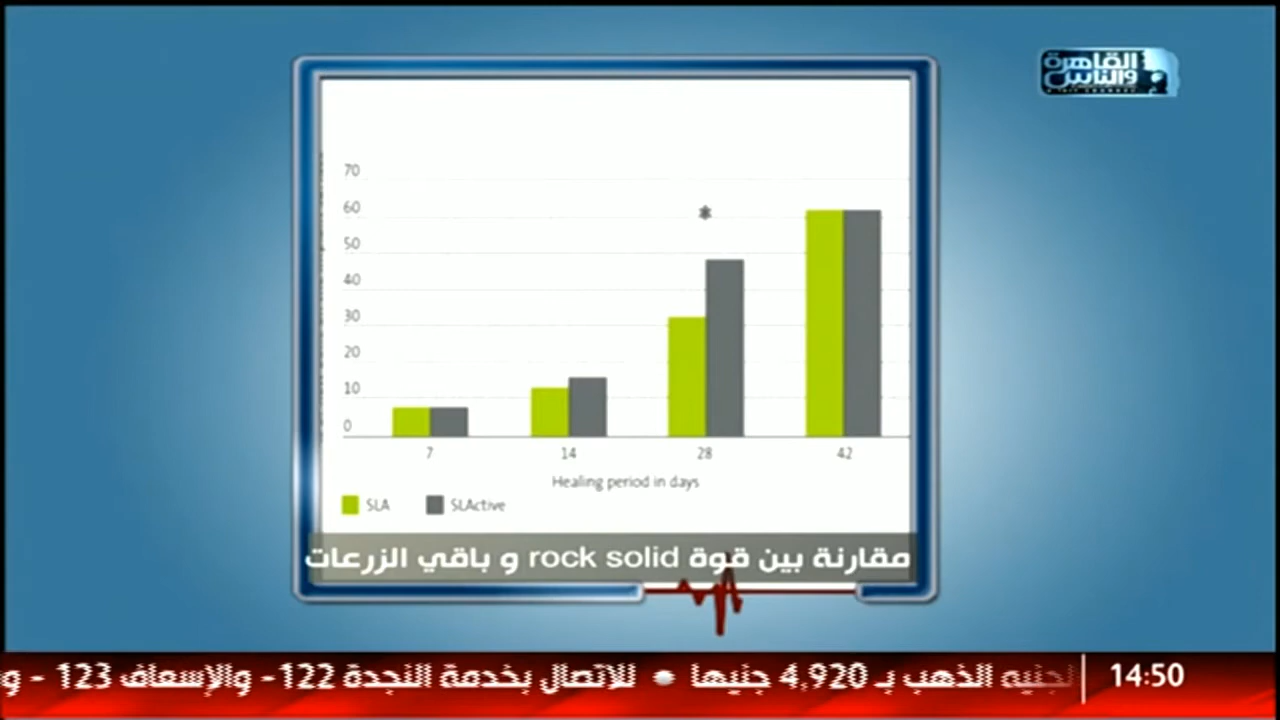 القاهرة
والناس
70
60
50
40
30
20
10
0
*
7 14 28 42
Healing period in days
SLA SLActive
مقارنة بين قوة rock solid و باقي الزرعات
14:50 لجنيه الذهب بـ 4,920 جنيها • للاتصال بخدمة النجدة 122- والإسعاف 123 - و